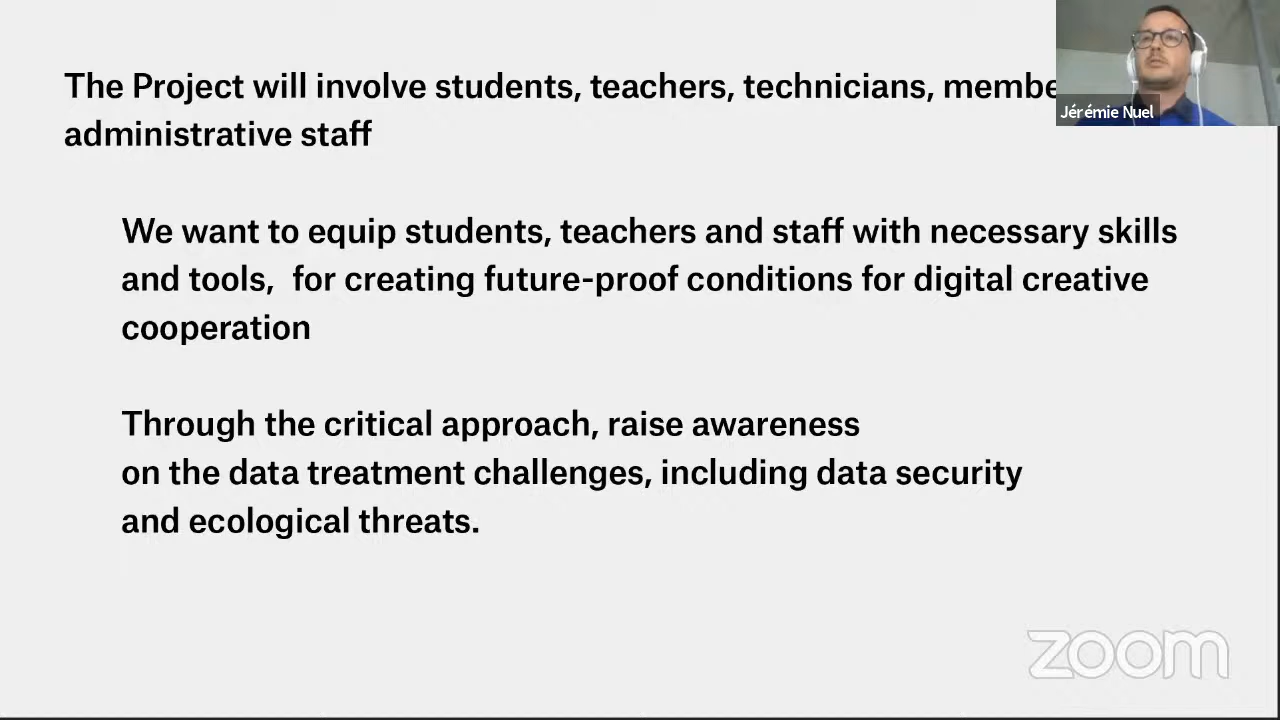 The Project will involve students, teachers, technicians,
administrative staff
We want to equip students, teachers and staff with necessary skills
and tools, for creating future-proof conditions for digital creative
cooperation
Through the critical approach, raise awareness
on the data treatment challenges, including data security
and ecological threats.
Jérémie Nuel
zoom